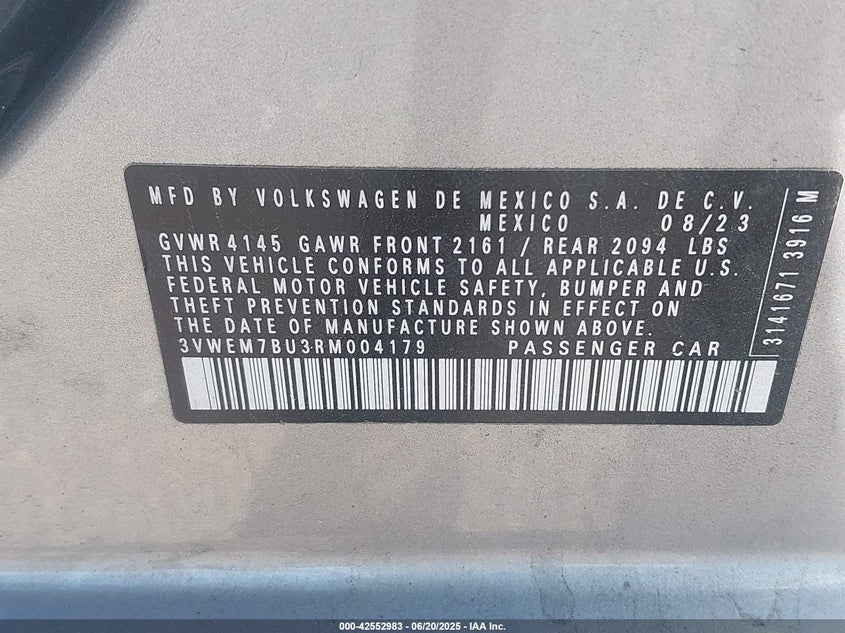 MFD BY VOLKSWAGEN DE MEXICO S.A. DE C.V.
MEXICO 08/23
GVWR 4145 GAWR FRONT 2161 / REAR 2094 LBS
THIS VEHICLE CONFORMS TO ALL APPLICABLE U.S.
FEDERAL MOTOR VEHICLE SAFETY, BUMPER AND
THEFT PREVENTION STANDARDS IN EFFECT ON
THE DATE OF MANUFACTURE SHOWN ABOVE.
3VWEM7BU3RM004179 PASSENGER CAR
3141671 3916 M
000-42552983 - 06/20/2025 - IAA Inc.